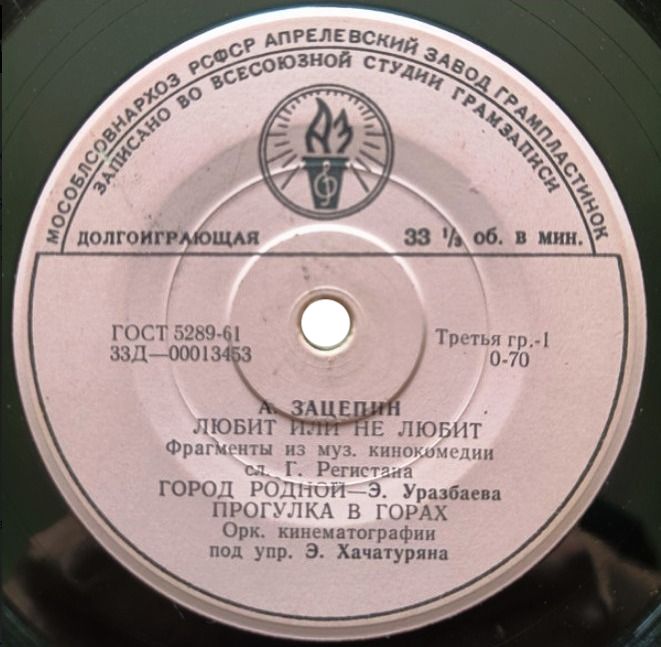 МОСОБЛСОВНАРХОЗ РСФСР АПРЕЛЕВСКИЙ ЗАВОД ГРАМПЛАСТИНОК
ЗАПИСАНО ВО ВСЕСОЮЗНОЙ СТУДИИ ГРАМЗАПИСИ
АЗ
ДОЛГОИГРАЮЩАЯ 33 ⅓ об. в мин.
ГОСТ 5289-61 Третья гр.-1
33Д—00013453 0-70
А. ЗАЦЕПИН
ЛЮБИТ ИЛИ НЕ ЛЮБИТ
Фрагменты из муз. кинокомедии
сл. Г. Регистана
ГОРОД РОДНОЙ—Э. Уразбаева
ПРОГУЛКА В ГОРАХ
Орк. кинематографии
под упр. Э. Хачатуряна